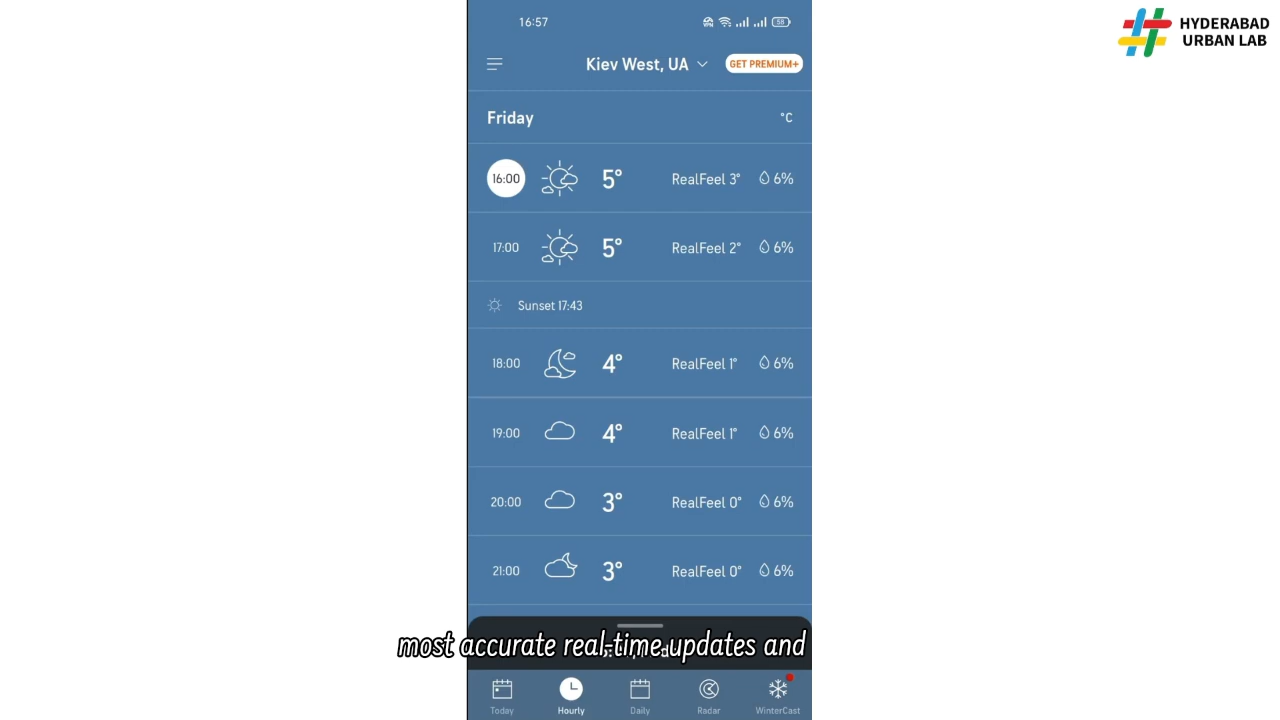 16:57
58
HYDERABAD
URBAN LAB
Kiev West, UA
GET PREMIUM+
Friday
°C
16:00 5° RealFeel 3° 6%
17:00 5° RealFeel 2° 6%
Sunset 17:43
18:00 4° RealFeel 1° 6%
19:00 4° RealFeel 1° 6%
20:00 3° RealFeel 0° 6%
21:00 3° RealFeel 0° 6%
most accurate real-time updates and
Today Hourly Daily Radar WinterCast